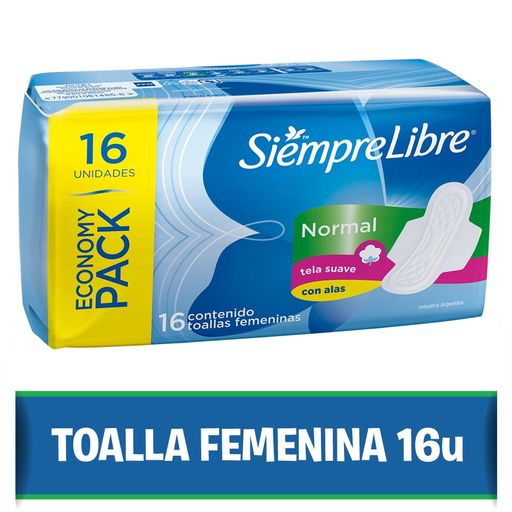 16
UNIDADES
ECONOMY
PACK
SiempreLibre®
™
Normal
tela suave
con alas
16 contenido
toallas femeninas
Industria Argentina
TOALLA FEMENINA 16u